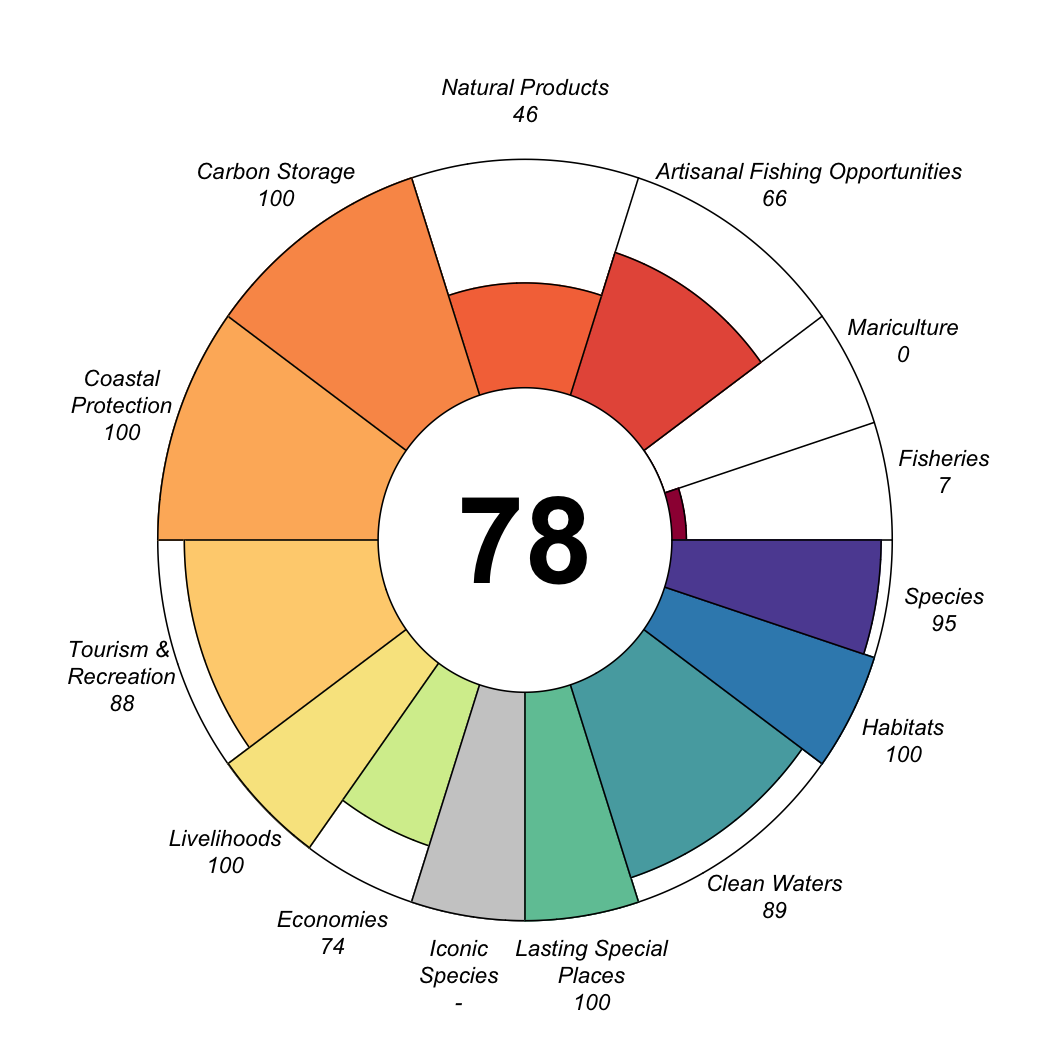 Natural Products
46
Carbon Storage
100
Artisanal Fishing Opportunities
66
Mariculture
0
Coastal
Protection
100
Fisheries
7
78
Species
95
Tourism &
Recreation
88
Habitats
100
Livelihoods
100
Clean Waters
89
Economies
74
Iconic
Species
-
Lasting Special
Places
100